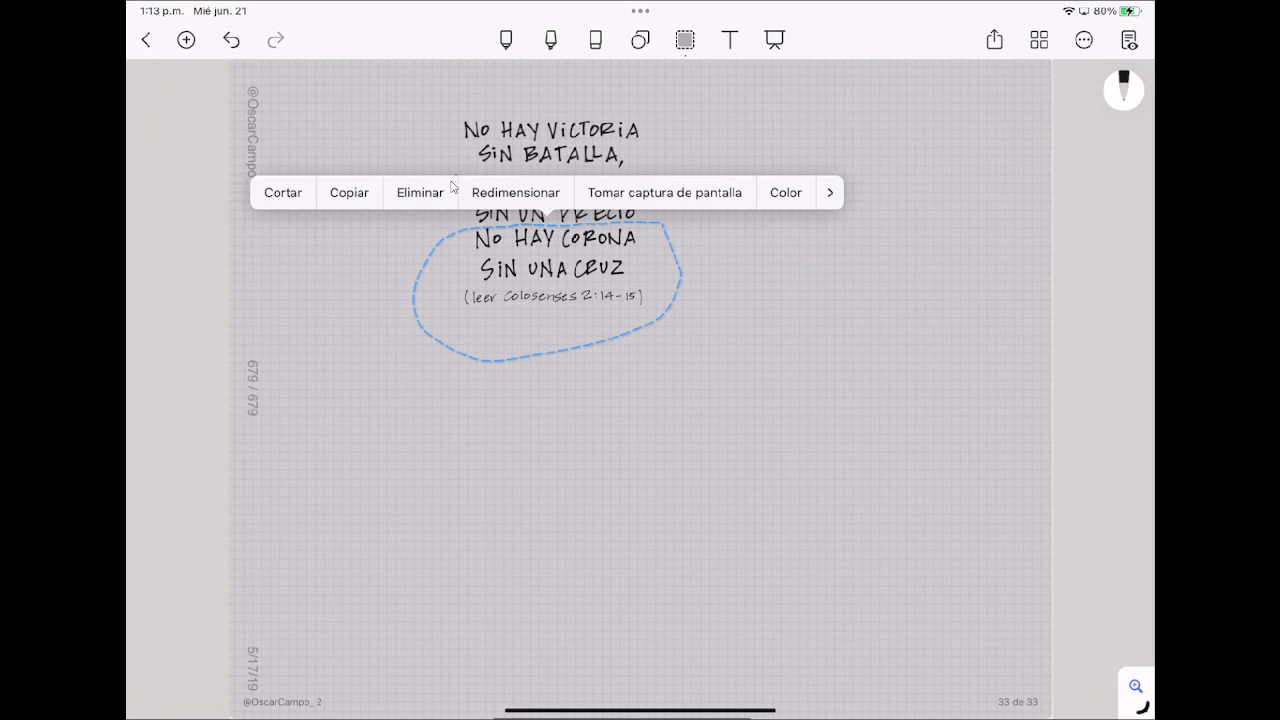 1:13 p.m. Mié jun. 21
80%
@OscarCampo
NO HAY VICTORIA
SIN BATALLA,
Cortar Copiar Eliminar Redimensionar Tomar captura de pantalla Color
SIN UN PRECIO
NO HAY CORONA
SIN UNA CRUZ
(leer Colosenses 2:14-15)
679 / 679
5/17/19
@OscarCampo_ 2
33 de 33